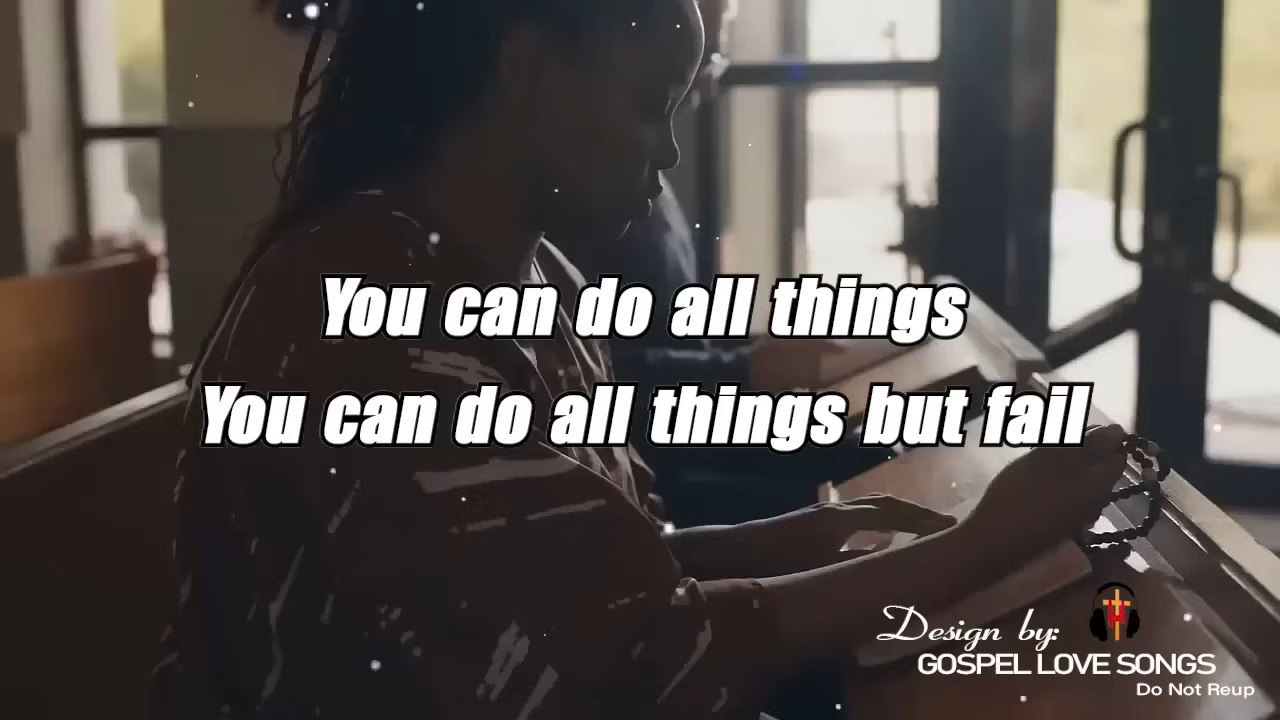 You can do all things
You can do all things but fail
Design by:
GOSPEL LOVE SONGS
Do Not Reup